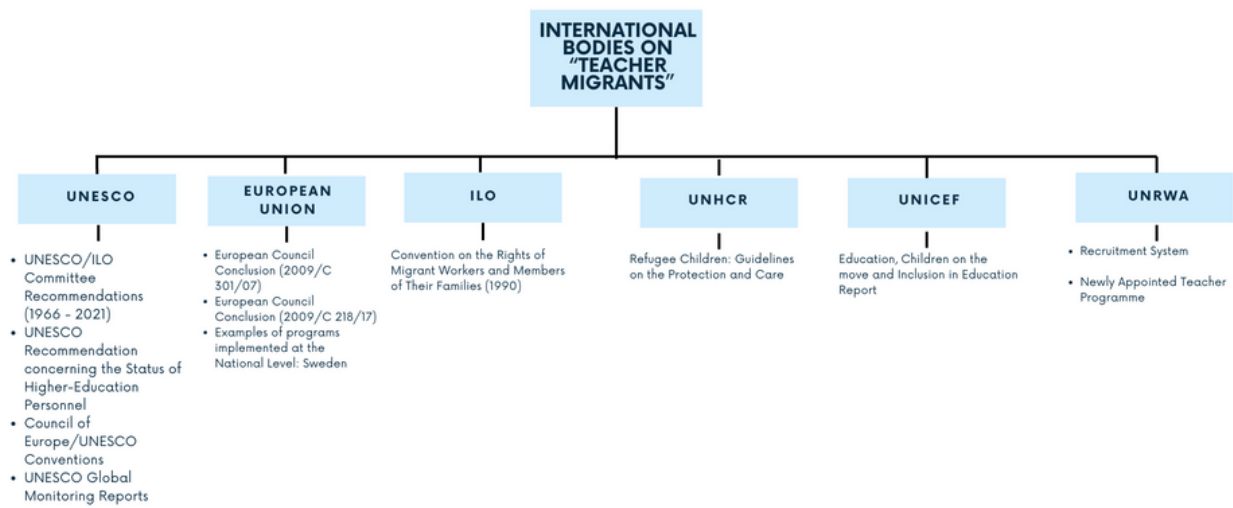 INTERNATIONAL
BODIES ON
“TEACHER
MIGRANTS”
UNESCO
• UNESCO/ILO
Committee
Recommendations
(1966 - 2021)
• UNESCO
Recommendation
concerning the Status of
Higher-Education
Personnel
• Council of
Europe/UNESCO
Conventions
• UNESCO Global
Monitoring Reports
EUROPEAN
UNION
• European Council
Conclusion (2009/C
301/07)
• European Council
Conclusion (2009/C 218/17)
• Examples of programs
implemented at the
National Level: Sweden
ILO
Convention on the Rights of
Migrant Workers and Members
of Their Families (1990)
UNHCR
Refugee Children: Guidelines
on the Protection and Care
UNICEF
Education, Children on the
move and Inclusion in Education
Report
UNRWA
• Recruitment System
• Newly Appointed Teacher
Programme